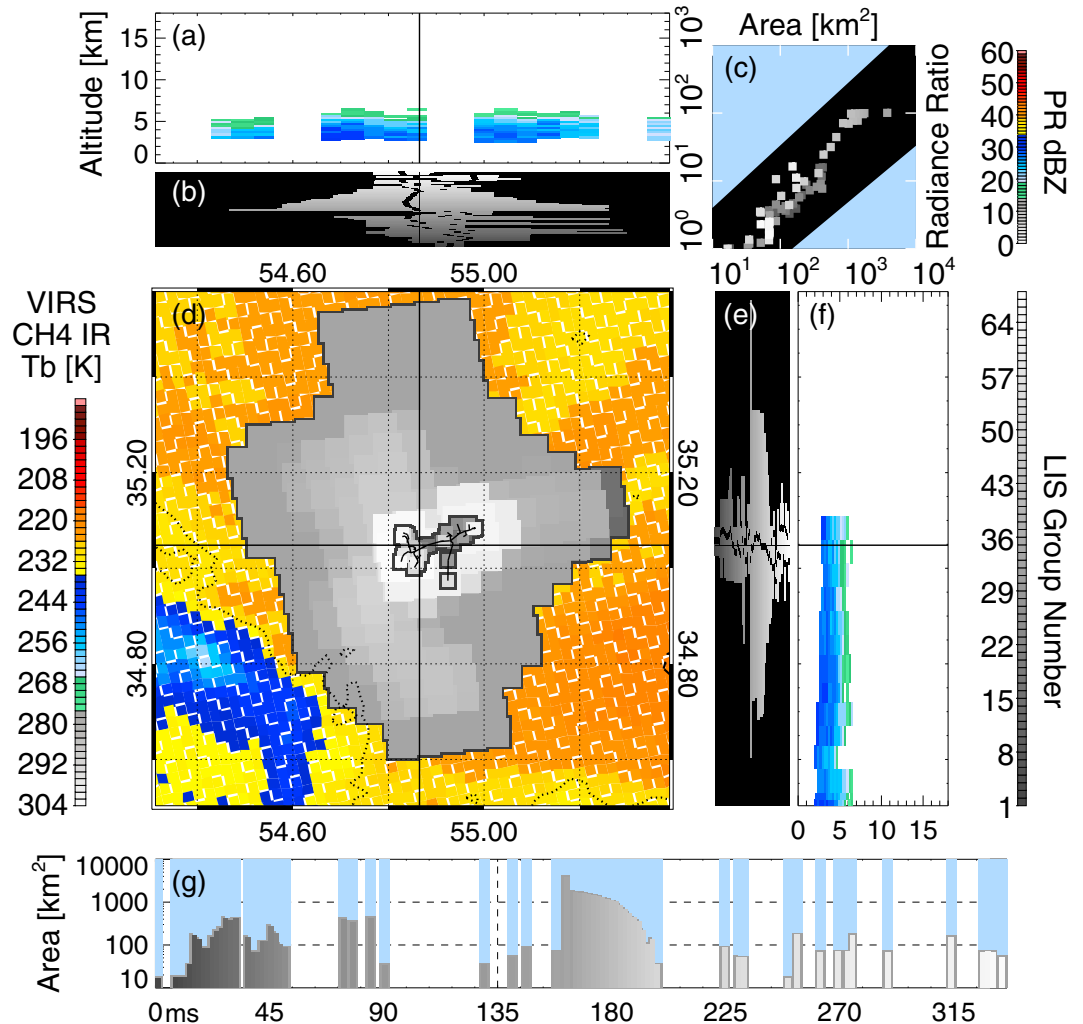 (a)
Altitude [km]
15
10
5
0
10³
10²
10¹
10⁰
(b)
Area [km²]
(c)
Radiance Ratio
10¹ 10² 10³ 10⁴
60
50
40
30
20
10
0
PR dBZ
54.60 55.00
VIRS
CH4 IR
Tb [K]
196
208
220
232
244
256
268
280
292
304
(d)
35.20
34.80
35.20
34.80
54.60 55.00
(e)
(f)
0 5 10 15
64
57
50
43
36
29
22
15
8
1
LIS Group Number
(g)
Area [km²]
10000
1000
100
10
0 ms 45 90 135 180 225 270 315